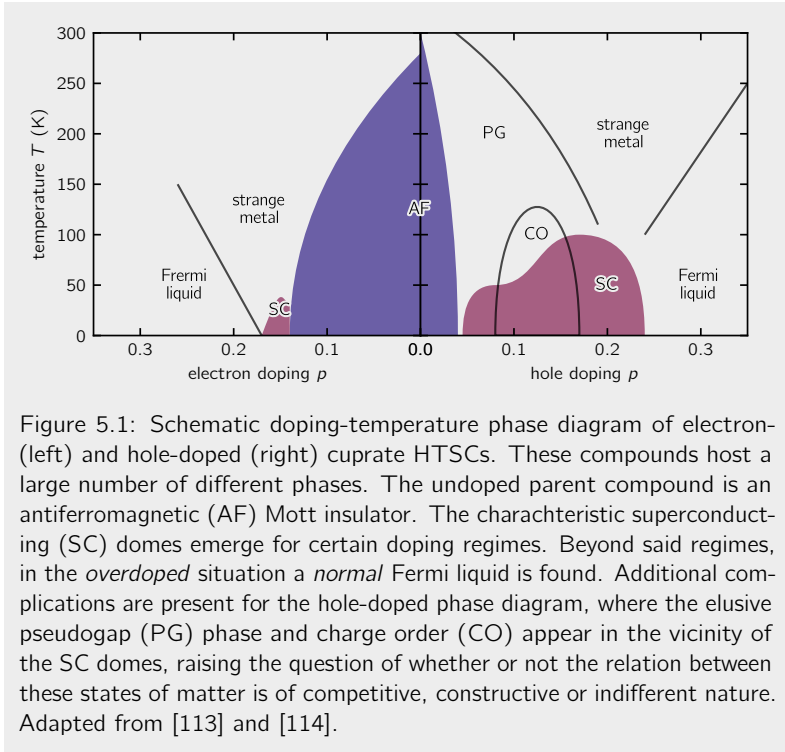 300
250
200
150
100
50
0
temperature T (K)
PG
strange
metal
strange
metal
AF
CO
Frermi
liquid
SC
SC
Fermi
liquid
0.3
0.2
0.1
0.0
0.1
0.2
0.3
electron doping p
hole doping p
Figure 5.1: Schematic doping-temperature phase diagram of electron-
(left) and hole-doped (right) cuprate HTSCs. These compounds host a
large number of different phases. The undoped parent compound is an
antiferromagnetic (AF) Mott insulator. The charachteristic superconduct-
ing (SC) domes emerge for certain doping regimes. Beyond said regimes,
in the overdoped situation a normal Fermi liquid is found. Additional com-
plications are present for the hole-doped phase diagram, where the elusive
pseudogap (PG) phase and charge order (CO) appear in the vicinity of
the SC domes, raising the question of whether or not the relation between
these states of matter is of competitive, constructive or indifferent nature.
Adapted from [113] and [114].